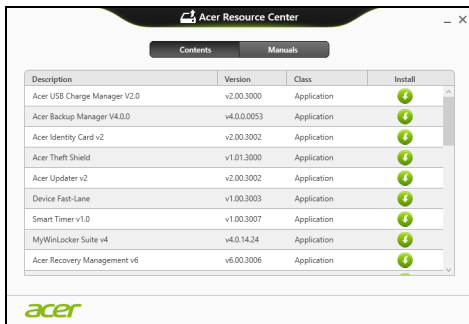 Acer Resource Center
Contents Manuals
Description Version Class Install
Acer USB Charge Manager V2.0 v2.00.3000 Application
Acer Backup Manager V4.0.0 v4.0.0.0053 Application
Acer Identity Card v2 v2.00.3002 Application
Acer Theft Shield v1.01.3000 Application
Acer Updater v2 v2.00.3002 Application
Device Fast-Lane v1.00.3003 Application
Smart Timer v1.0 v1.00.3007 Application
MyWinLocker Suite v4 v4.0.14.24 Application
Acer Recovery Management v6 v6.00.3006 Application
acer